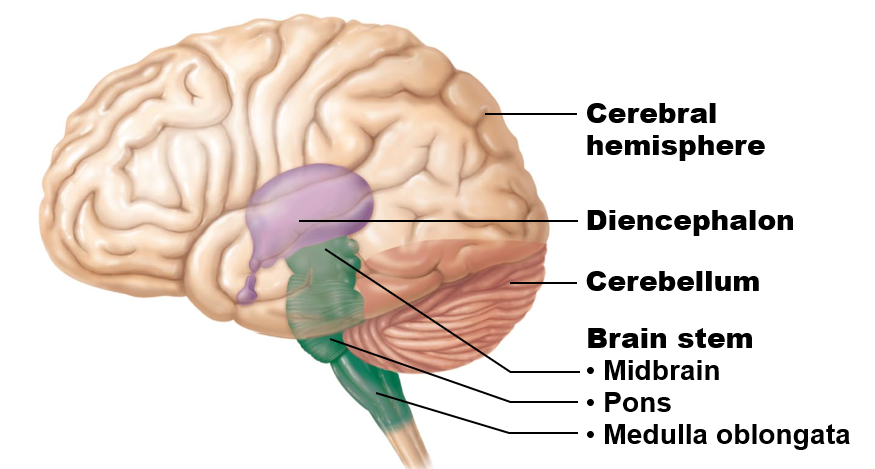 Cerebral
hemisphere
Diencephalon
Cerebellum
Brain stem
• Midbrain
• Pons
• Medulla oblongata